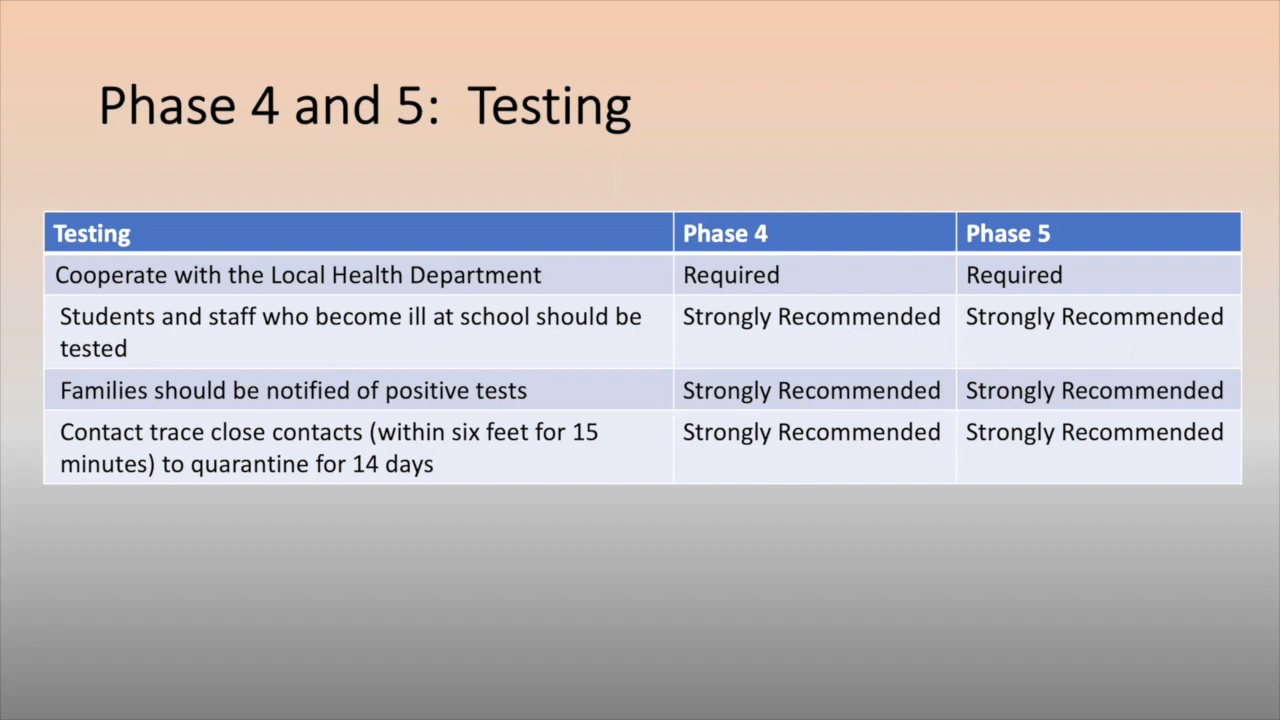 Phase 4 and 5: Testing
Testing Phase 4 Phase 5
Cooperate with the Local Health Department Required Required
Students and staff who become ill at school should be Strongly Recommended Strongly Recommended
tested
Families should be notified of positive tests Strongly Recommended Strongly Recommended
Contact trace close contacts (within six feet for 15 Strongly Recommended Strongly Recommended
minutes) to quarantine for 14 days